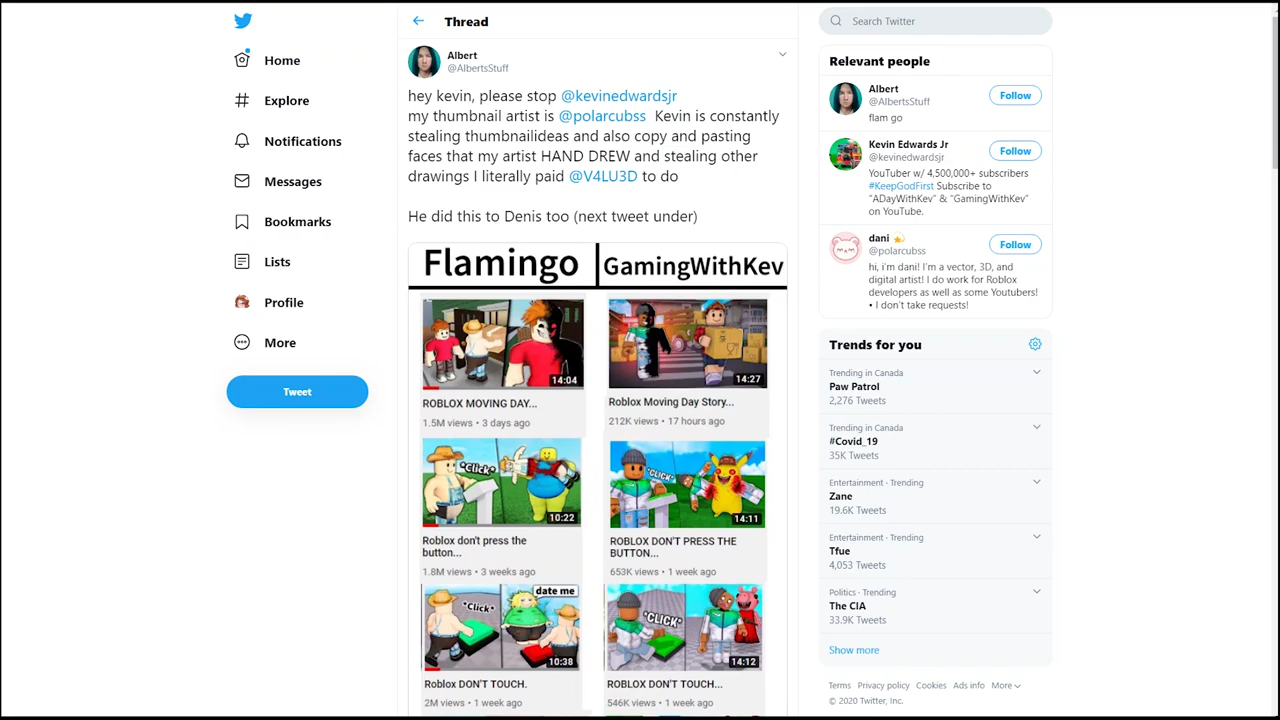 Home
Explore
Notifications
Messages
Bookmarks
Lists
Profile
More
Tweet
Thread
Albert
@AlbertsStuff
hey kevin, please stop @kevinedwardsjr
my thumbnail artist is @polarcubss Kevin is constantly
stealing thumbnailideas and also copy and pasting
faces that my artist HAND DREW and stealing other
drawings I literally paid @V4LU3D to do
He did this to Denis too (next tweet under)
Flamingo
GamingWithKev
14:04
14:27
ROBLOX MOVING DAY...
Roblox Moving Day Story...
1.5M views • 3 days ago
212K views • 17 hours ago
*Click*
*CLICK*
10:22
14:11
Roblox don't press the
button...
ROBLOX DON'T PRESS THE
BUTTON...
1.8M views • 3 weeks ago
653K views • 1 week ago
*Click*
date me
*CLICK*
10:38
14:12
Roblox DON'T TOUCH.
ROBLOX DON'T TOUCH...
2M views • 1 week ago
546K views • 1 week ago
Search Twitter
Relevant people
Albert
@AlbertsStuff
Follow
flam go
Kevin Edwards Jr
@kevinedwardsjr
Follow
YouTuber w/ 4,500,000+ subscribers
#KeepGodFirst Subscribe to
"ADayWithKev" & "GamingWithKev"
on YouTube.
dani
@polarcubss
Follow
hi, i'm dani! I'm a vector, 3D, and
digital artist! I do work for Roblox
developers as well as some Youtubers!
• I don't take requests!
Trends for you
Trending in Canada
Paw Patrol
2,276 Tweets
Trending in Canada
#Covid_19
35K Tweets
Entertainment · Trending
Zane
19.6K Tweets
Entertainment · Trending
Tfue
4,053 Tweets
Politics · Trending
The CIA
33.9K Tweets
Show more
Terms Privacy policy Cookies Ads info More
© 2020 Twitter, Inc.